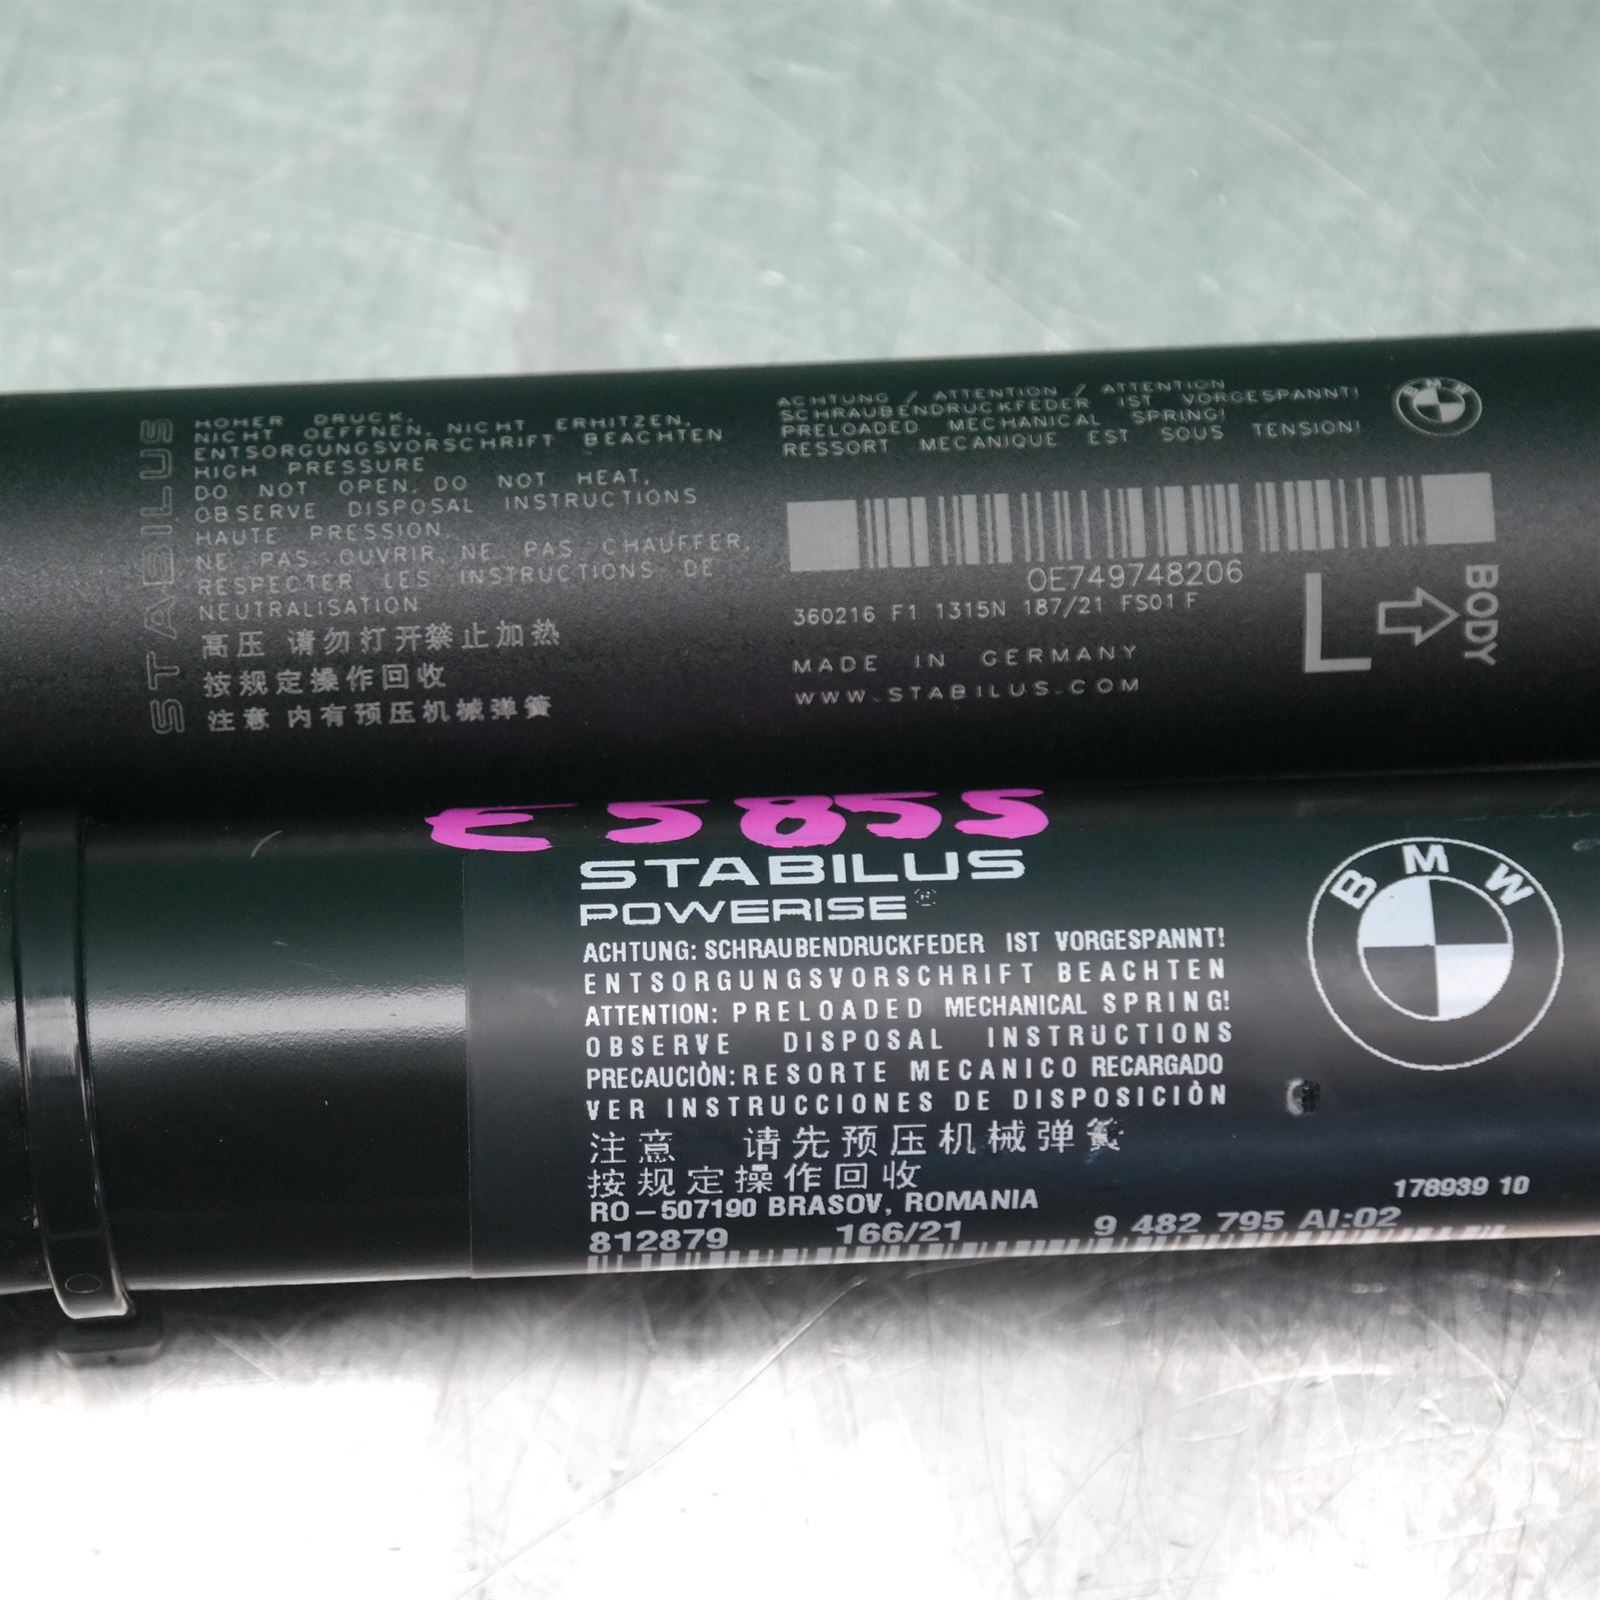 STABILUS
HOHER DRUCK.
NICHT OEFFNEN, NICHT ERHITZEN.
ENTSORGUNGSVORSCHRIFT BEACHTEN
HIGH PRESSURE
DO NOT OPEN, DO NOT HEAT.
OBSERVE DISPOSAL INSTRUCTIONS
HAUTE PRESSION.
NE PAS OUVRIR, NE PAS CHAUFFER.
RESPECTER LES INSTRUCTIONS DE
NEUTRALISATION
高压 请勿打开禁止加热
按规定操作回收
注意 内有预压机械弹簧
ACHTUNG / ATTENTION / ATTENTION
SCHRAUBENDRUCKFEDER IST VORGESPANNT!
PRELOADED MECHANICAL SPRING!
RESSORT MECANIQUE EST SOUS TENSION!
BMW
0E749748206
360216 F1 1315N 187/21 FS01 F
MADE IN GERMANY
WWW.STABILUS.COM
L
BODY
E5855
STABILUS
POWERISE®
ACHTUNG: SCHRAUBENDRUCKFEDER IST VORGESPANNT!
ENTSORGUNGSVORSCHRIFT BEACHTEN
ATTENTION: PRELOADED MECHANICAL SPRING!
OBSERVE DISPOSAL INSTRUCTIONS
PRECAUCIÒN: RESORTE MECANICO RECARGADO
VER INSTRUCCIONES DE DISPOSICIÒN
注意 请先预压机械弹簧
按规定操作回收
RO-507190 BRASOV, ROMANIA
178939 10
812879 166/21 9 482 795 AI:02
BMW